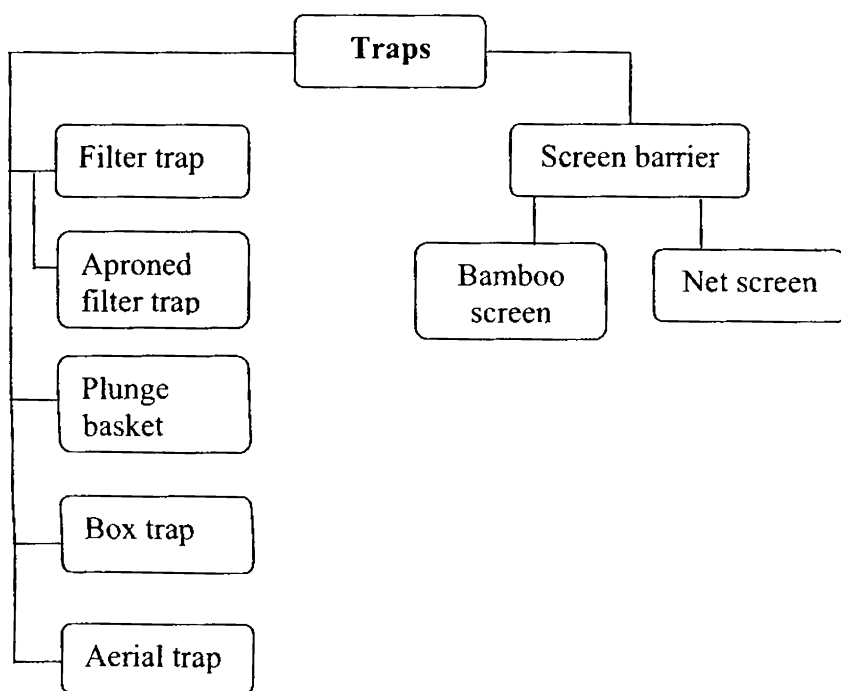 Traps
Filter trap
Aproned
filter trap
Plunge
basket
Box trap
Aerial trap
Screen barrier
Bamboo
screen
Net screen